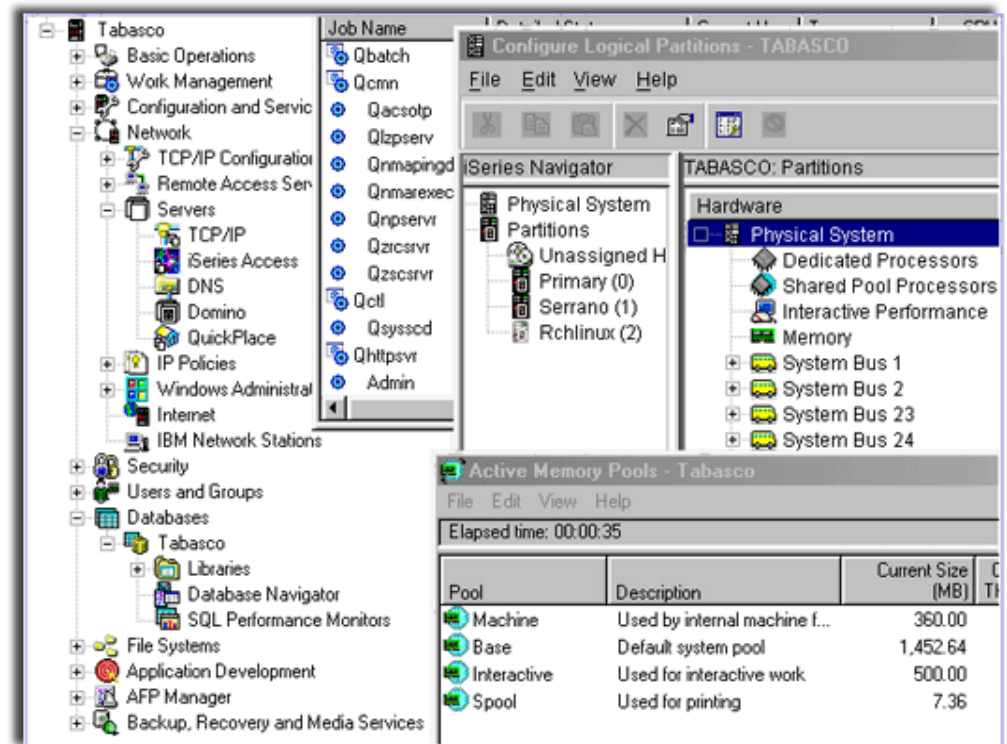 Tabasco
Basic Operations
Work Management
Configuration and Servic
Network
TCP/IP Configuration
Remote Access Ser
Servers
TCP/IP
iSeries Access
DNS
Domino
QuickPlace
IP Policies
Windows Administrat
Internet
IBM Network Stations
Security
Users and Groups
Databases
Tabasco
Libraries
Database Navigator
SQL Performance Monitors
File Systems
Application Development
AFP Manager
Backup, Recovery and Media Services
Job Name
Qbatch
Qcmn
Qacsotp
Qlzpserv
Qnmapingd
Qnmarexec
Qnpservr
Qzrcsrvr
Qzscsrvr
Qctl
Qsysscd
Qhttpsvr
Admin
Configure Logical Partitions - TABASCO
File Edit View Help
iSeries Navigator
Physical System
Partitions
Unassigned H
Primary (0)
Serrano (1)
Rchlinux (2)
TABASCO: Partitions
Hardware
Physical System
Dedicated Processors
Shared Pool Processors
Interactive Performance
Memory
System Bus 1
System Bus 2
System Bus 23
System Bus 24
Active Memory Pools - Tabasco
File Edit View Help
Elapsed time: 00:00:35
Pool Description Current Size (MB)
Machine Used by internal machine f... 360.00
Base Default system pool 1,452.64
Interactive Used for interactive work 500.00
Spool Used for printing 7.36